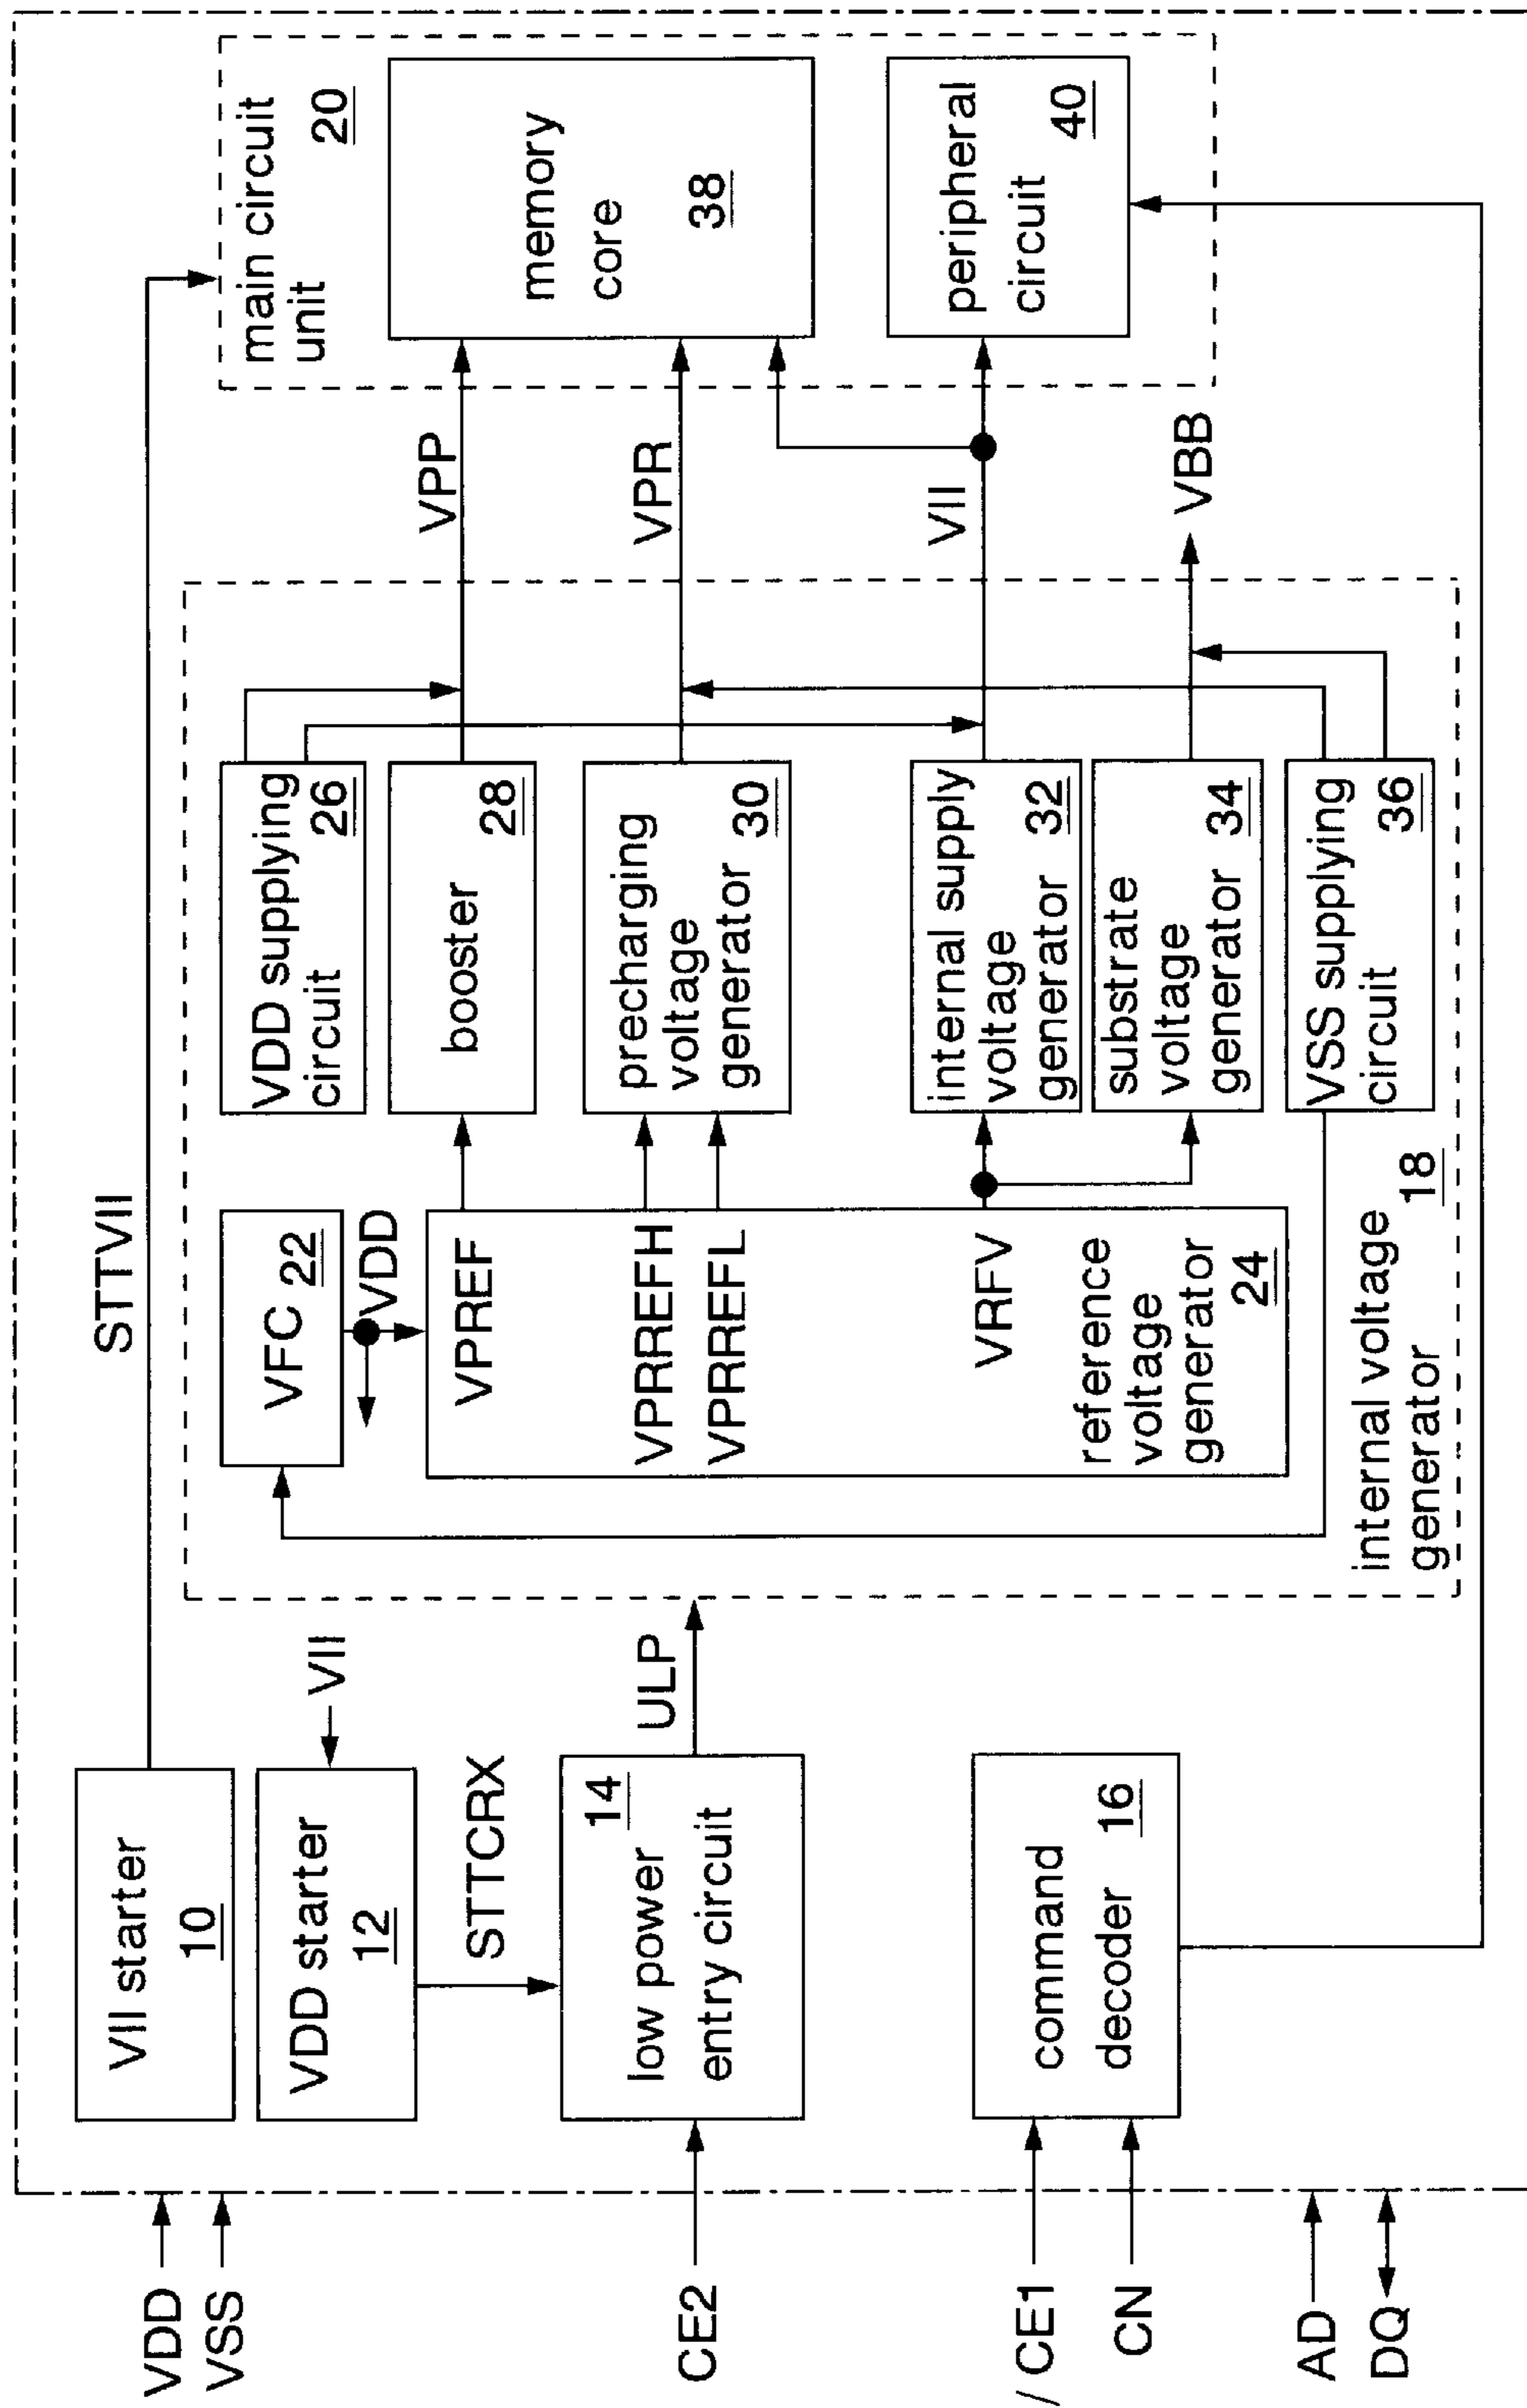 STTVII
VII starter
10
VDD starter
12
VII
STTCRX
low power
entry circuit
14
ULP
command
decoder
16
VDD
VSS
CE2
/ CE1
CN
AD
DQ
VFC 22
VDD
VPREF
VPRREFH
VPRREFL
VRFV
reference
voltage
generator
24
internal voltage
generator
18
VDD supplying
circuit
26
booster
28
precharging
voltage
generator
30
internal supply
voltage
generator
32
substrate
voltage
generator
34
VSS supplying
circuit
36
VPP
VPR
VII
VBB
main circuit
unit
20
memory
core
38
peripheral
circuit
40